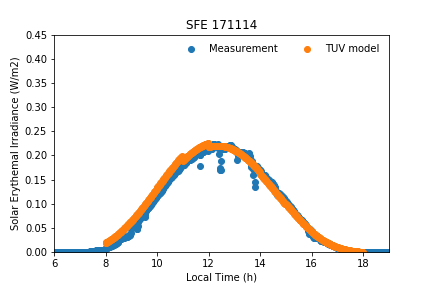 SFE 171114
Measurement
TUV model
Solar Erythemal Irradiance (W/m2)
0.45
0.40
0.35
0.30
0.25
0.20
0.15
0.10
0.05
0.00
6 8 10 12 14 16 18
Local Time (h)